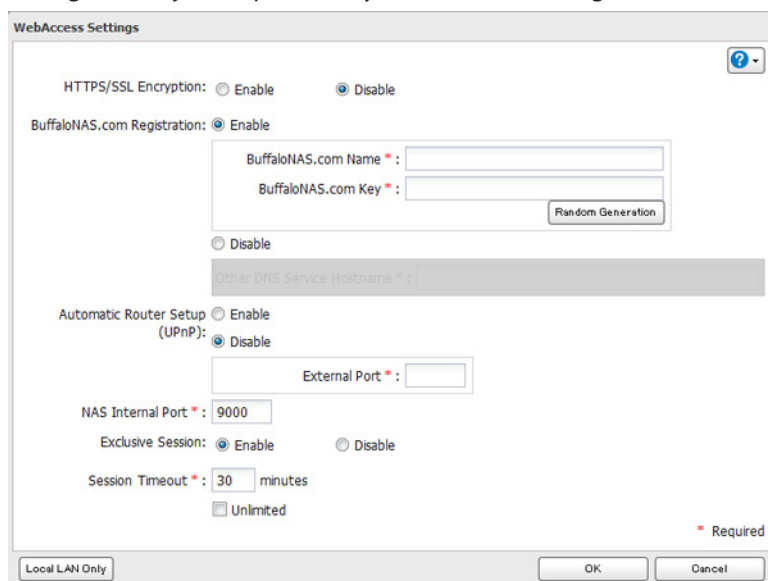 WebAccess Settings
?
HTTPS/SSL Encryption: Enable Disable
BuffaloNAS.com Registration: Enable
BuffaloNAS.com Name * :
BuffaloNAS.com Key * :
Random Generation
Disable
Other DNS Service Hostname * :
Automatic Router Setup Enable
(UPnP): Disable
External Port * :
NAS Internal Port * : 9000
Exclusive Session: Enable Disable
Session Timeout * : 30 minutes
Unlimited
* Required
Local LAN Only OK Cancel